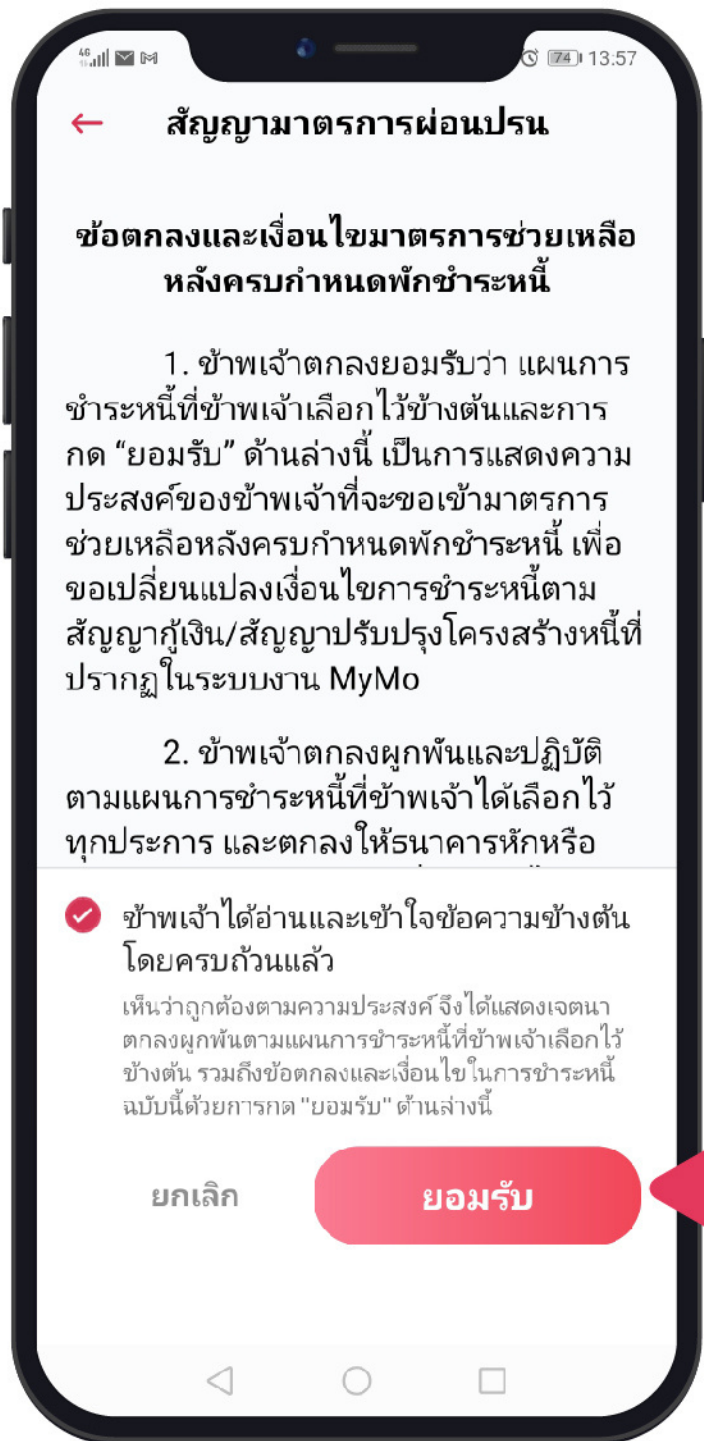 4G
74
13:57
สัญญามาตรการผ่อนปรน
ข้อตกลงและเงื่อนไขมาตรการช่วยเหลือ
หลังครบกำหนดพักชำระหนี้
1. ข้าพเจ้าตกลงยอมรับว่า แผนการ
ชำระหนี้ที่ข้าพเจ้าเลือกไว้ข้างต้นและการ
กด “ยอมรับ” ด้านล่างนี้ เป็นการแสดงความ
ประสงค์ของข้าพเจ้าที่จะขอเข้ามาตรการ
ช่วยเหลือหลังครบกำหนดพักชำระหนี้ เพื่อ
ขอเปลี่ยนแปลงเงื่อนไขการชำระหนี้ตาม
สัญญากู้เงิน/สัญญาปรับปรุงโครงสร้างหนี้ที่
ปรากฏในระบบงาน MyMo
2. ข้าพเจ้าตกลงผูกพันและปฏิบัติ
ตามแผนการชำระหนี้ที่ข้าพเจ้าได้เลือกไว้
ทุกประการ และตกลงให้ธนาคารหักหรือ
ข้าพเจ้าได้อ่านและเข้าใจข้อความข้างต้น
โดยครบถ้วนแล้ว
เห็นว่าถูกต้องตามความประสงค์ จึงได้แสดงเจตนา
ตกลงผูกพันตามแผนการชำระหนี้ที่ข้าพเจ้าเลือกไว้
ข้างต้น รวมถึงข้อตกลงและเงื่อนไขในการชำระหนี้
ฉบับนี้ด้วยการกด "ยอมรับ" ด้านล่างนี้
ยกเลิก
ยอมรับ